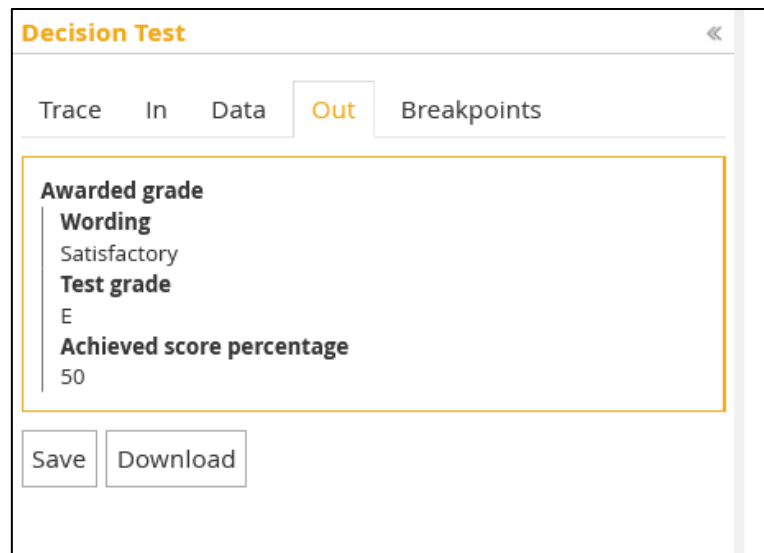 Decision Test «
Trace In Data Out Breakpoints
Awarded grade
Wording
Satisfactory
Test grade
E
Achieved score percentage
50
Save Download